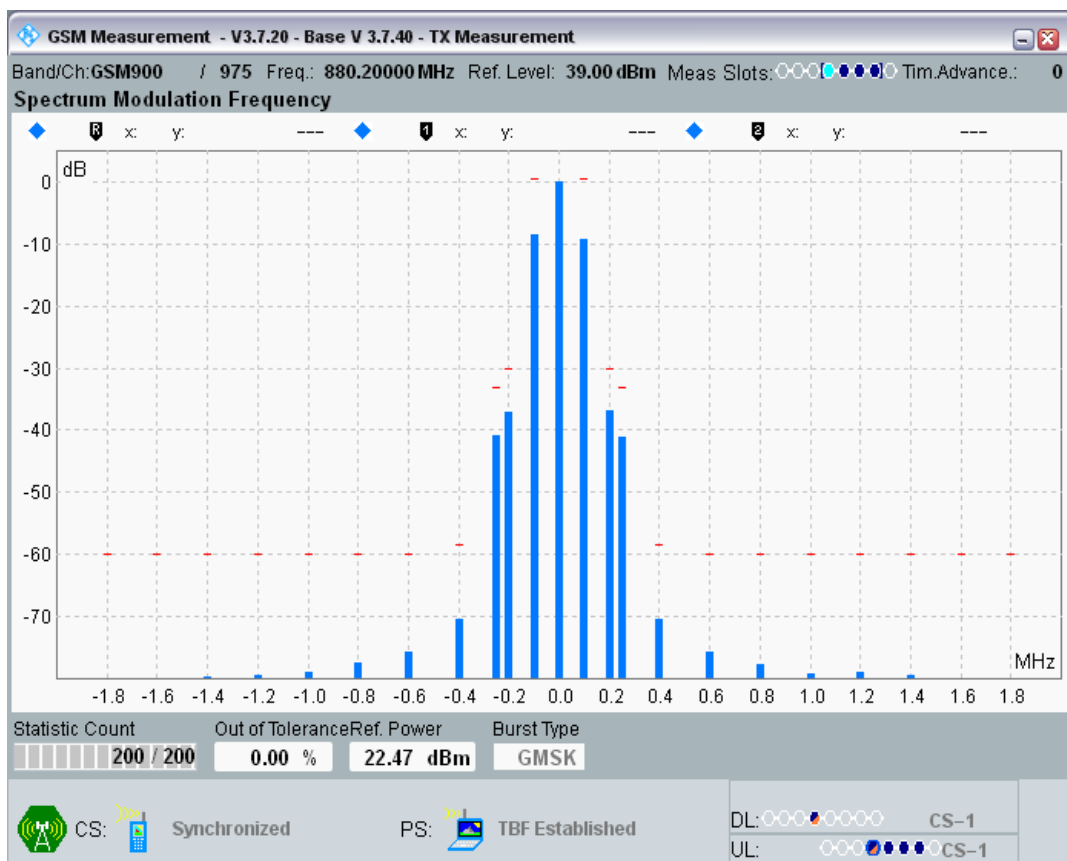 GSM Measurement - V3.7.20 - Base V 3.7.40 - TX Measurement
Band/Ch:GSM900 / 975 Freq.: 880.20000 MHz Ref. Level: 39.00 dBm Meas Slots: Tim.Advance.: 0
Spectrum Modulation Frequency
R x: y: --- 1 x: y: --- 2 x: y: ---
dB
0
-10
-20
-30
-40
-50
-60
-70
MHz
-1.8 -1.6 -1.4 -1.2 -1.0 -0.8 -0.6 -0.4 -0.2 0.0 0.2 0.4 0.6 0.8 1.0 1.2 1.4 1.6 1.8
Statistic Count Out of Tolerance Ref. Power Burst Type
200 / 200 0.00 % 22.47 dBm GMSK
CS: Synchronized PS: TBF Established
DL: CS-1
UL: CS-1